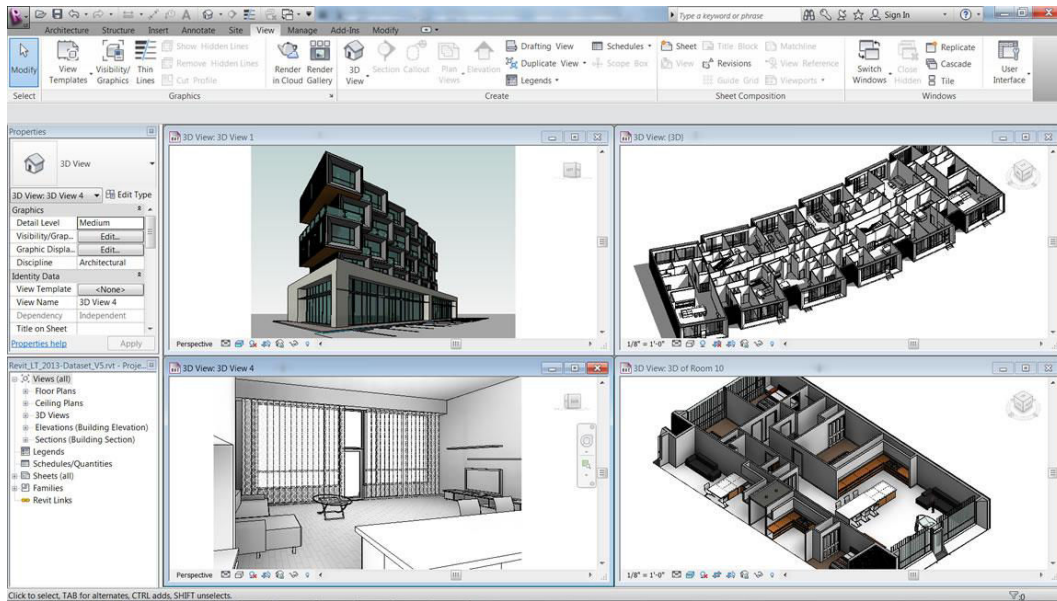 Type a keyword or phrase
Sign In
Architecture Structure Insert Annotate Site View Manage Add-Ins Modify
Modify
View Templates
Visibility/ Graphics
Thin Lines
Show Hidden Lines
Remove Hidden Lines
Cut Profile
Render in Cloud
Render Gallery
3D View
Section
Callout
Plan Views
Elevation
Drafting View
Duplicate View
Legends
Schedules
Scope Box
Sheet
View
Title Block
Revisions
Guide Grid
Matchline
View Reference
Viewports
Switch Windows
Close Hidden
Replicate
Cascade
Tile
User Interface
Select Graphics Create Sheet Composition Windows
Properties
3D View
3D View: 3D View 4 Edit Type
Graphics
Detail Level Medium
Visibility/Grap... Edit...
Graphic Displa... Edit...
Discipline Architectural
Identity Data
View Template <None>
View Name 3D View 4
Dependency Independent
Title on Sheet
Properties help Apply
Revit_LT_2013-Dataset_V5.rvt - Proje...
Views (all)
Floor Plans
Ceiling Plans
3D Views
Elevations (Building Elevation)
Sections (Building Section)
Legends
Schedules/Quantities
Sheets (all)
Families
Revit Links
3D View: 3D View 1
Perspective
3D View: {3D}
1/8" = 1'-0"
3D View: 3D View 4
Perspective
3D View: 3D of Room 10
1/8" = 1'-0"
Click to select, TAB for alternates, CTRL adds, SHIFT unselects.
:0